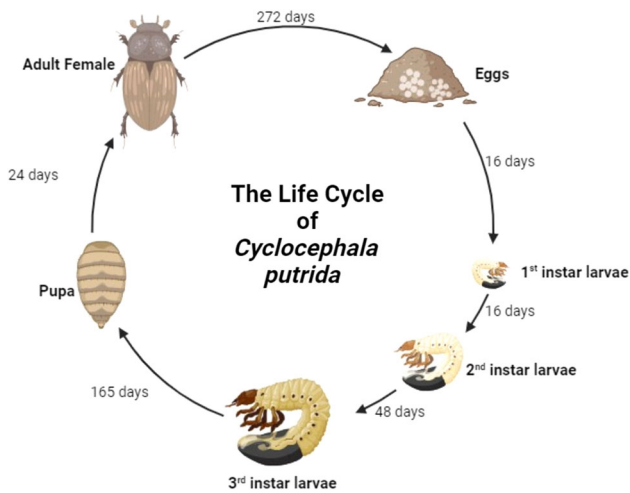 272 days
Adult Female
Eggs
16 days
24 days
The Life Cycle
of
Cyclocephala
putrida
1st instar larvae
Pupa
16 days
2nd instar larvae
165 days
48 days
3rd instar larvae